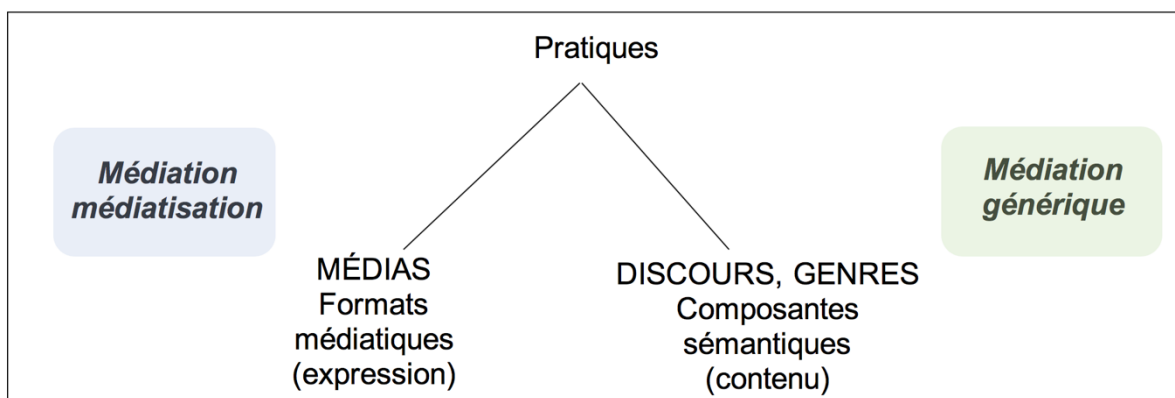 Pratiques
Médiation
médiatisation
Médiation
générique
MÉDIAS
Formats
médiatiques
(expression)
DISCOURS, GENRES
Composantes
sémantiques
(contenu)